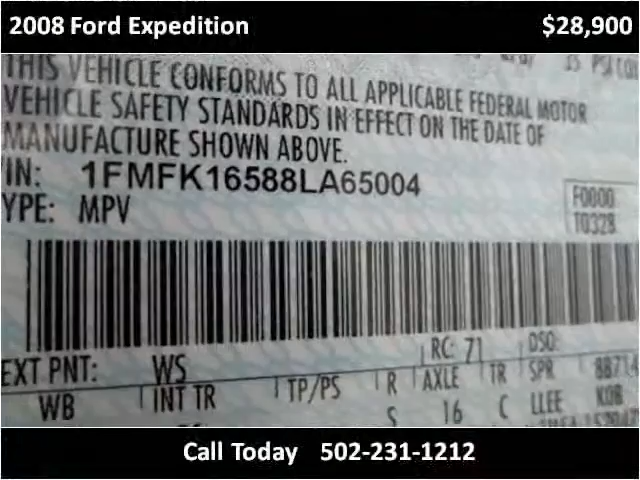 2008 Ford Expedition $28,900
35 PSI
THIS VEHICLE CONFORMS TO ALL APPLICABLE FEDERAL MOTOR
VEHICLE SAFETY STANDARDS IN EFFECT ON THE DATE OF
MANUFACTURE SHOWN ABOVE.
IN: 1FMFK16588LA65004
YPE: MPV
F0000
T0328
RC: 71 DSO:
EXT PNT: WS
WB INT TR TP/PS R AXLE TR SPR
S 16 C LLEE
Call Today 502-231-1212